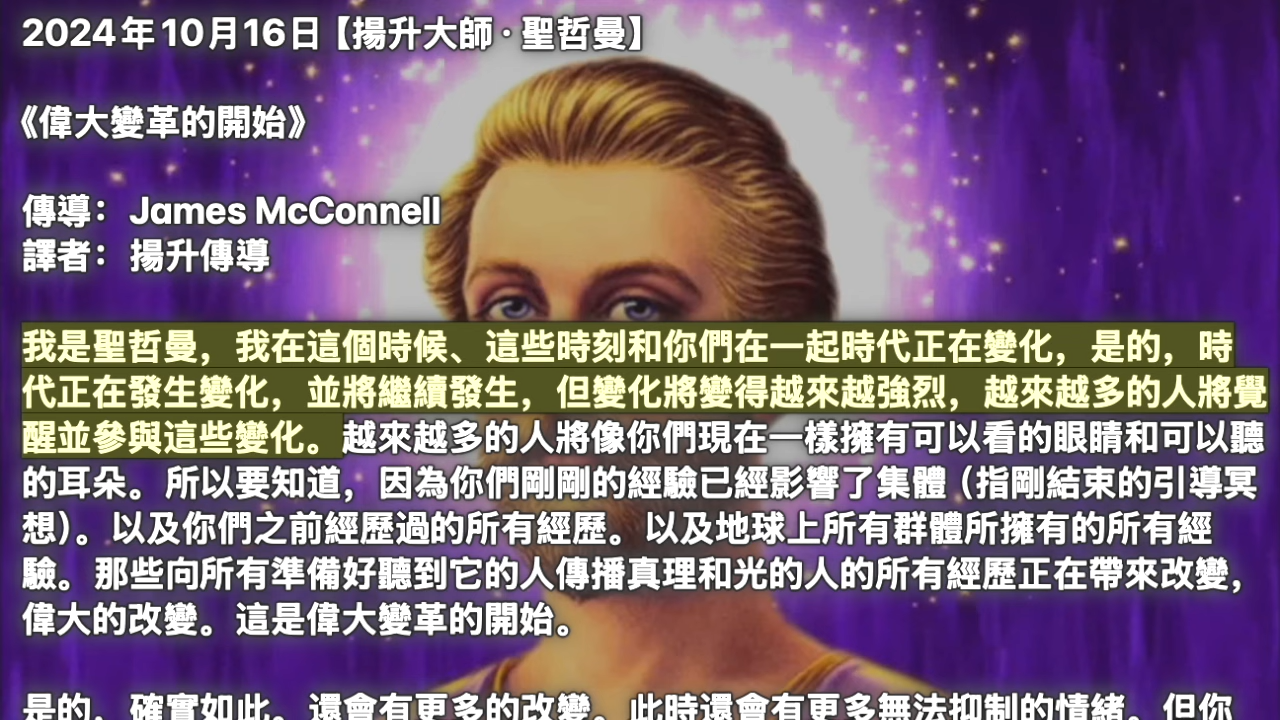 2024年10月16日【揚升大師·聖哲曼】
《偉大變革的開始》
傳導： James McConnell
譯者： 揚升傳導
我是聖哲曼，我在這個時候、這些時刻和你們在一起時代正在變化，是的，時
代正在發生變化，並將繼續發生，但變化將變得越來越強烈，越來越多的人將覺
醒並參與這些變化。越來越多的人將像你們現在一樣擁有可以看的眼睛和可以聽
的耳朵。所以要知道，因為你們剛剛的經驗已經影響了集體（指剛結束的引導冥
想）。以及你們之前經歷過的所有經歷。以及地球上所有群體所擁有的所有經
驗。那些向所有準備好聽到它的人傳播真理和光的人的所有經歷正在帶來改變，
偉大的改變。這是偉大變革的開始。
是的，確實如此。還會有更多的改變。此時還會有更多無法抑制的情緒。但你